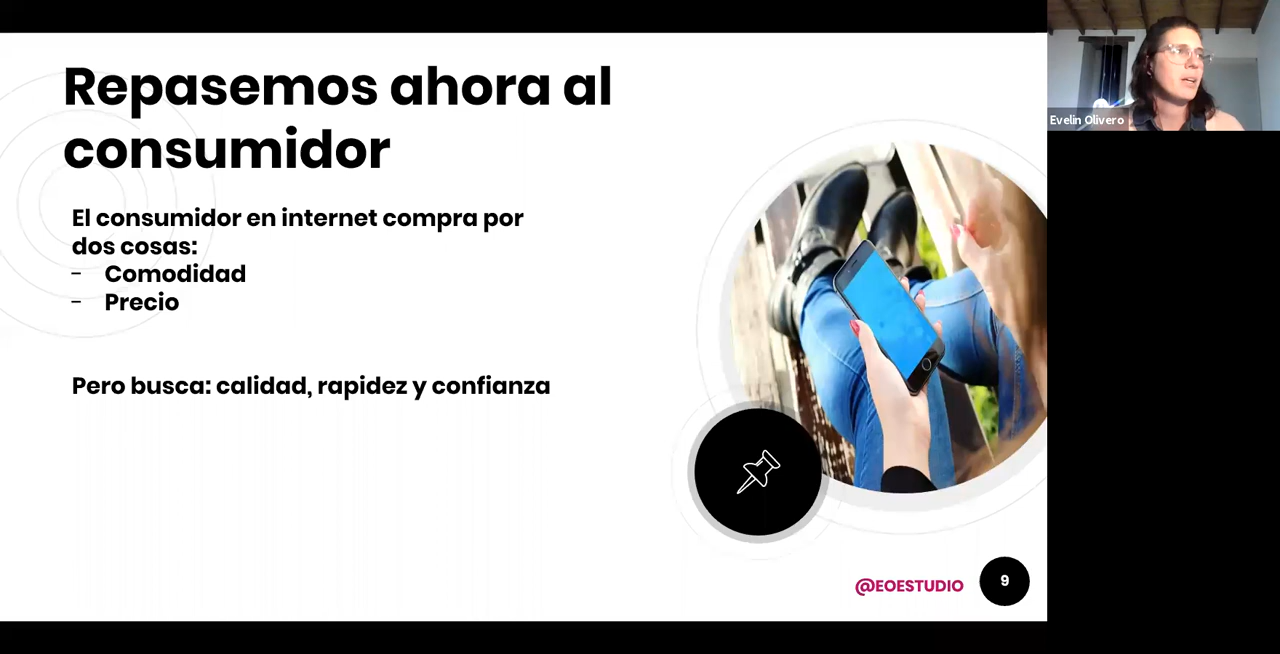 Repasemos ahora al
consumidor
El consumidor en internet compra por
dos cosas:
- Comodidad
- Precio
Pero busca: calidad, rapidez y confianza
@EOESTUDIO
9
Evelin Olivero